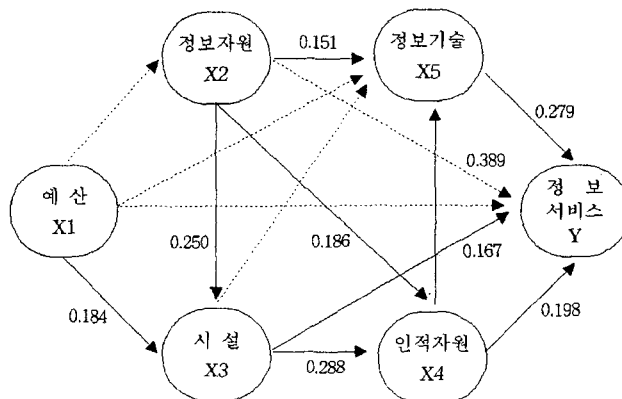 정보자원
X2
0.151
정보기술
X5
0.279
0.389
예 산
X1
정 보
서비스
Y
0.250
0.186
0.167
0.184
0.198
시 설
X3
0.288
인적자원
X4